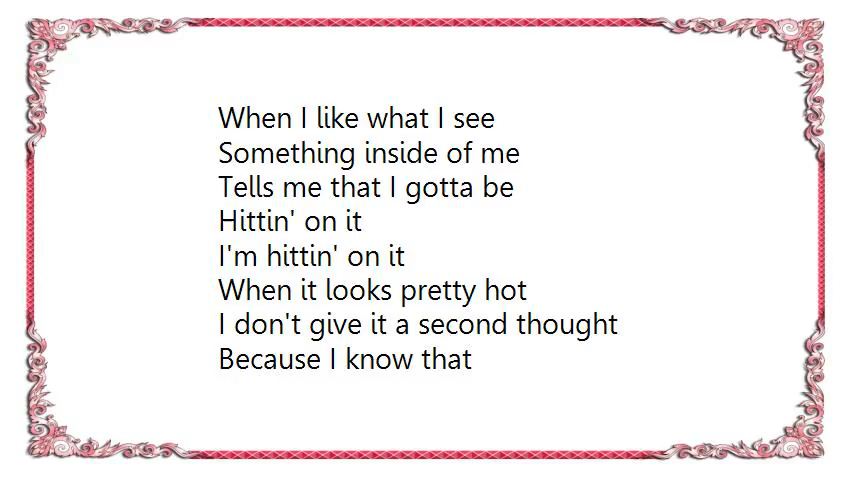 When I like what I see
Something inside of me
Tells me that I gotta be
Hittin' on it
I'm hittin' on it
When it looks pretty hot
I don't give it a second thought
Because I know that